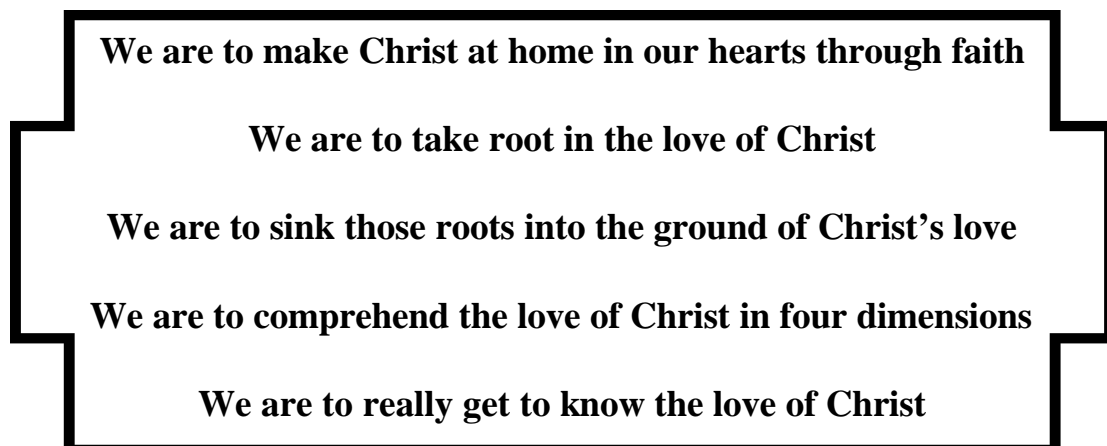 We are to make Christ at home in our hearts through faith
We are to take root in the love of Christ
We are to sink those roots into the ground of Christ’s love
We are to comprehend the love of Christ in four dimensions
We are to really get to know the love of Christ